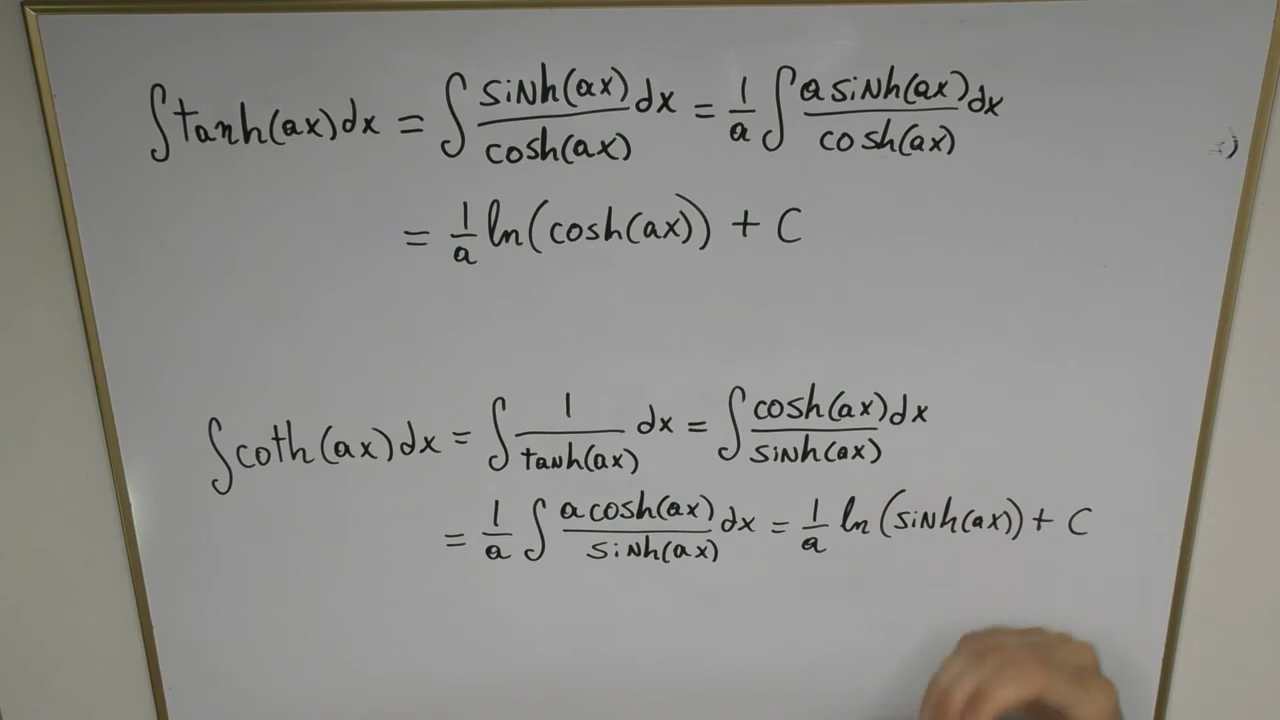 ∫tanh(ax)dx = ∫ sinh(ax)/cosh(ax) dx = 1/a ∫ a sinh(ax)/cosh(ax) dx
= 1/a ln(cosh(ax)) + C
∫coth(ax)dx = ∫ 1/tanh(ax) dx = ∫ cosh(ax)/sinh(ax) dx
= 1/a ∫ a cosh(ax)/sinh(ax) dx = 1/a ln(sinh(ax)) + C